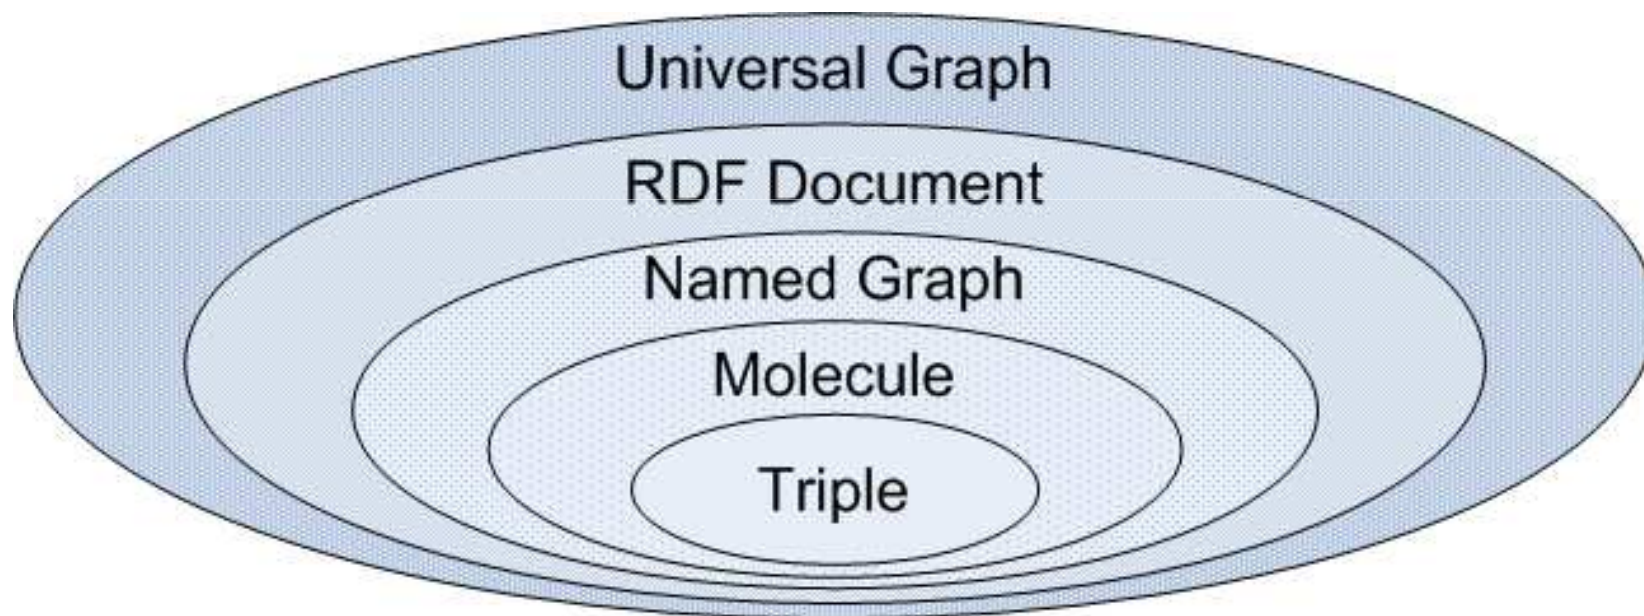 Universal Graph
RDF Document
Named Graph
Molecule
Triple